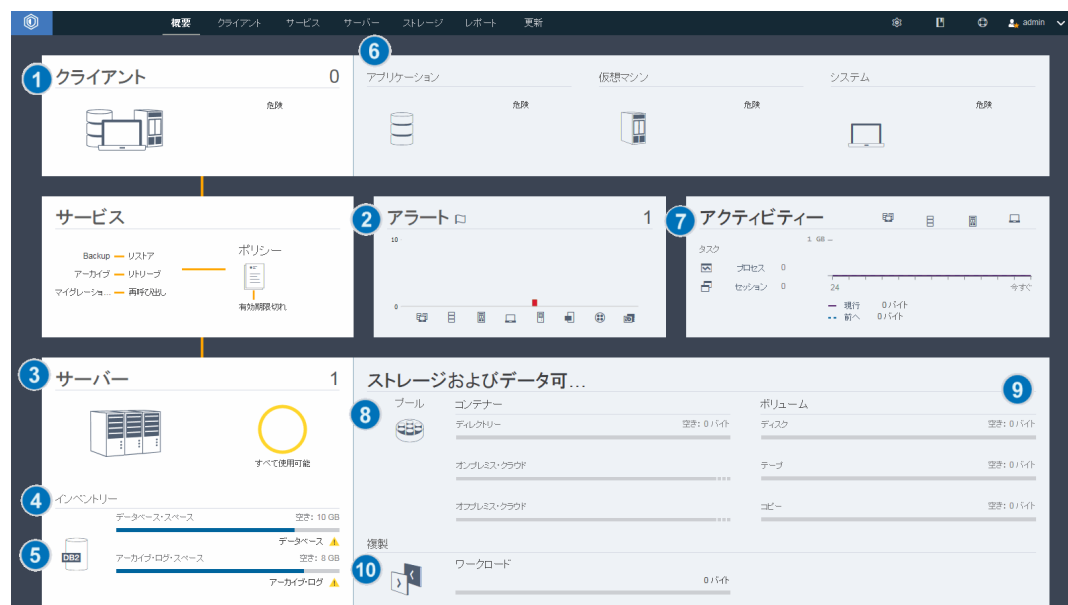 概要 クライアント サービス サーバー ストレージ レポート 更新 admin
6
1 クライアント 0
アプリケーション 仮想マシン システム
危険 危険 危険 危険
サービス
Backup リストア
アーカイブ リトリーブ
マイグレーショ... 再呼び出し
ポリシー
有効期限切れ
2 アラート 1
10
0
7 アクティビティー
タスク
プロセス 0
セッション 0
1 GB
24 今すぐ
現行 0 バイト
前へ 0 バイト
3 サーバー 1
すべて使用可能
4 インベントリー
データベース・スペース 空き: 10 GB
データベース
5 DB2 アーカイブ・ログ・スペース 空き: 8 GB
アーカイブ・ログ
ストレージおよびデータ可... 9
8 プール コンテナー ボリューム
ディレクトリー 空き: 0 バイト ディスク 空き: 0 バイト
オンプレミス・クラウド テープ 空き: 0 バイト
オフプレミス・クラウド コピー 空き: 0 バイト
複製
10 ワークロード
0 バイト